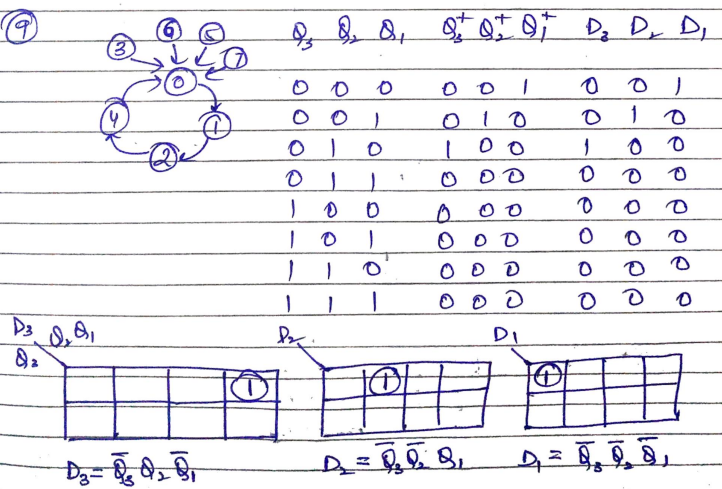 9
6 5
3 7
0
4 1
2
Q₃ Q₂ Q₁ Q₃⁺ Q₂⁺ Q₁⁺ D₃ D₂ D₁
0 0 0 0 0 1 0 0 1
0 0 1 0 1 0 0 1 0
0 1 0 1 0 0 1 0 0
0 1 1 0 0 0 0 0 0
1 0 0 0 0 0 0 0 0
1 0 1 0 0 0 0 0 0
1 1 0 0 0 0 0 0 0
1 1 1 0 0 0 0 0 0
D₃ Q₂Q₁ D₂ D₁
Q₃
1 1 1
D₃ = Q̅₃ Q₂ Q̅₁ D₂ = Q̅₃ Q̅₂ Q₁ D₁ = Q̅₃ Q̅₂ Q̅₁